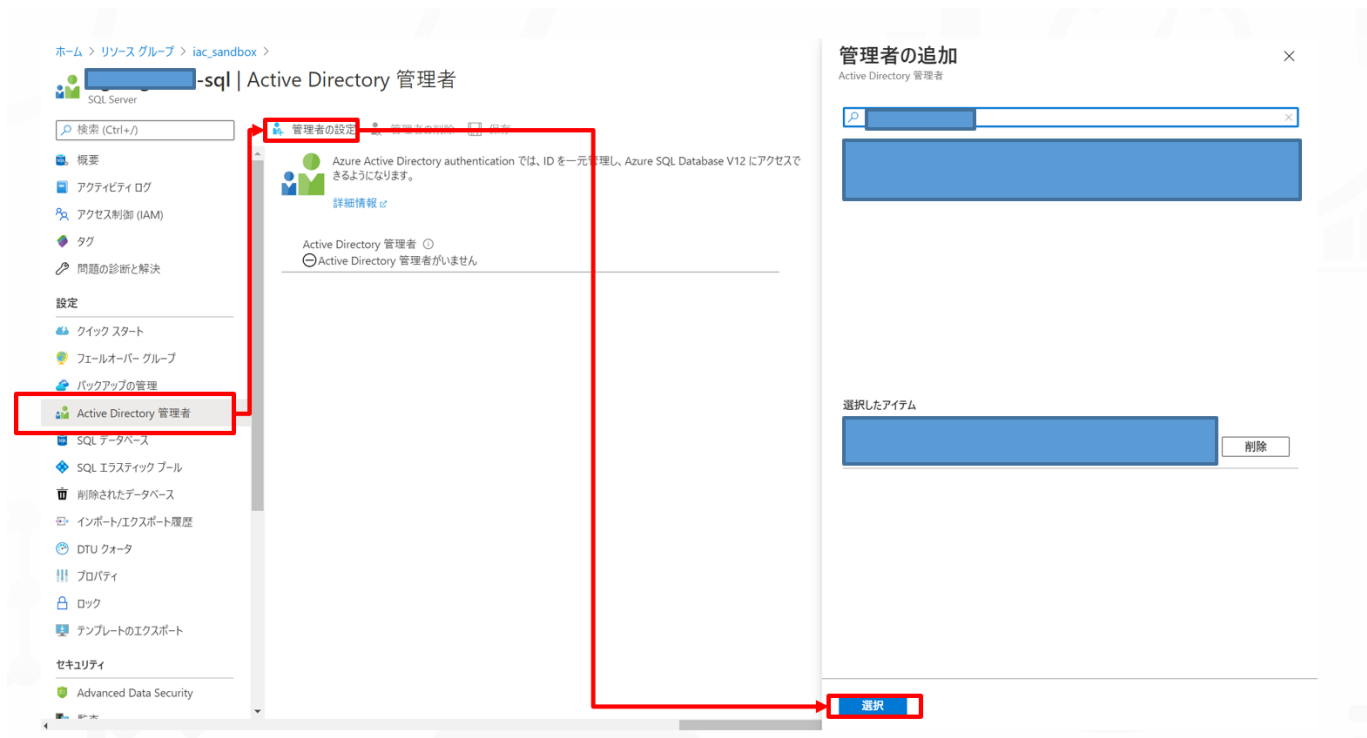 ホーム > リソース グループ > iac_sandbox >
-sql | Active Directory 管理者
SQL Server
検索 (Ctrl+/)
管理者の設定
管理者の削除
保存
概要
アクティビティ ログ
アクセス制御 (IAM)
タグ
問題の診断と解決
設定
クイック スタート
フェールオーバー グループ
バックアップの管理
Active Directory 管理者
SQL データベース
SQL エラスティック プール
削除されたデータベース
インポート/エクスポート履歴
DTU クォータ
プロパティ
ロック
テンプレートのエクスポート
セキュリティ
Advanced Data Security
監査
Azure Active Directory authentication では、ID を一元管理し、Azure SQL Database V12 にアクセスで
きるようになります。
詳細情報
Active Directory 管理者
Active Directory 管理者がいません
管理者の追加
Active Directory 管理者
選択したアイテム
削除
選択